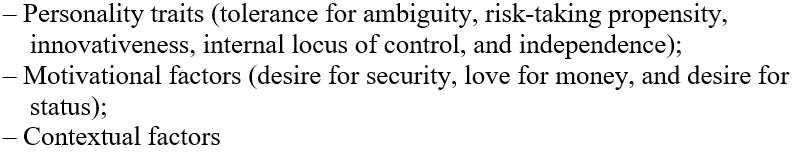 – Personality traits (tolerance for ambiguity, risk-taking propensity,
innovativeness, internal locus of control, and independence);
– Motivational factors (desire for security, love for money, and desire for
status);
– Contextual factors